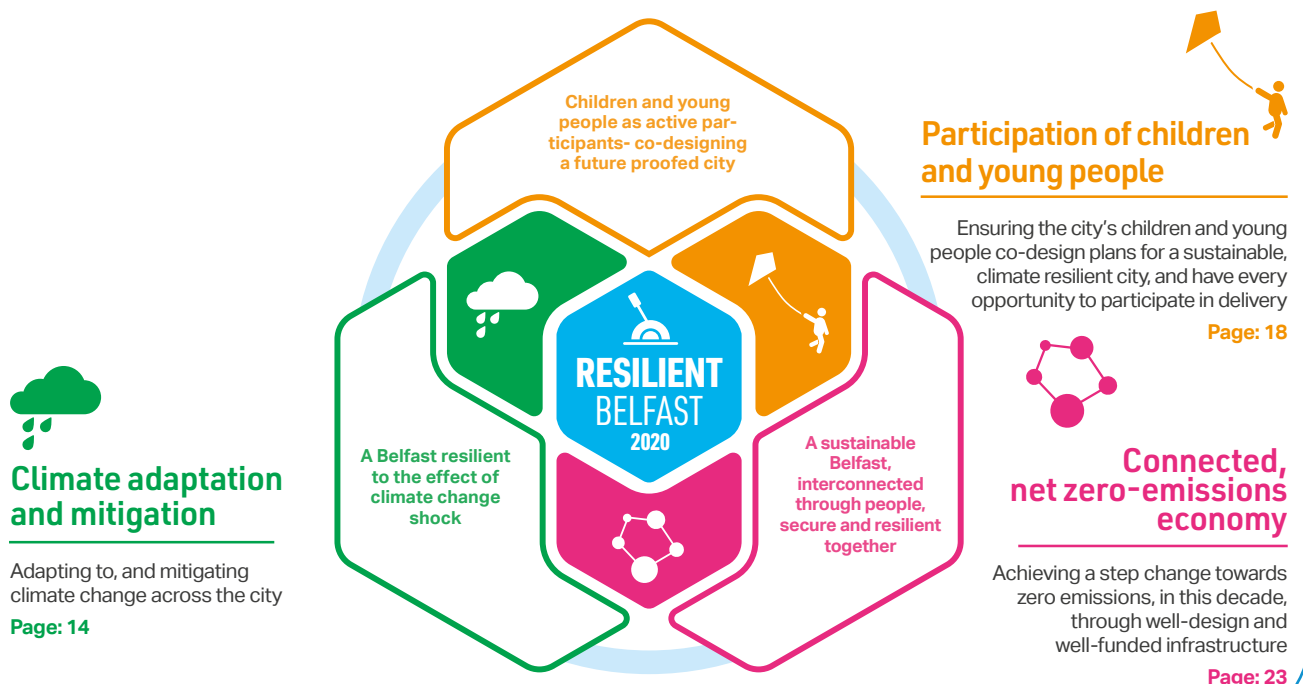 Children and young
people as active par-
ticipants- co-designing
a future proofed city
Participation of children
and young people
Ensuring the city's children and young
people co-design plans for a sustainable,
climate resilient city, and have every
opportunity to participate in delivery
Page: 18
RESILIENT
BELFAST
2020
Climate adaptation
and mitigation
Adapting to, and mitigating
climate change across the city
Page: 14
A Belfast resilient
to the effect of
climate change
shock
A sustainable
Belfast,
interconnected
through people,
secure and resilient
together
Connected,
net zero-emissions
economy
Achieving a step change towards
zero emissions, in this decade,
through well-design and
well-funded infrastructure
Page: 23